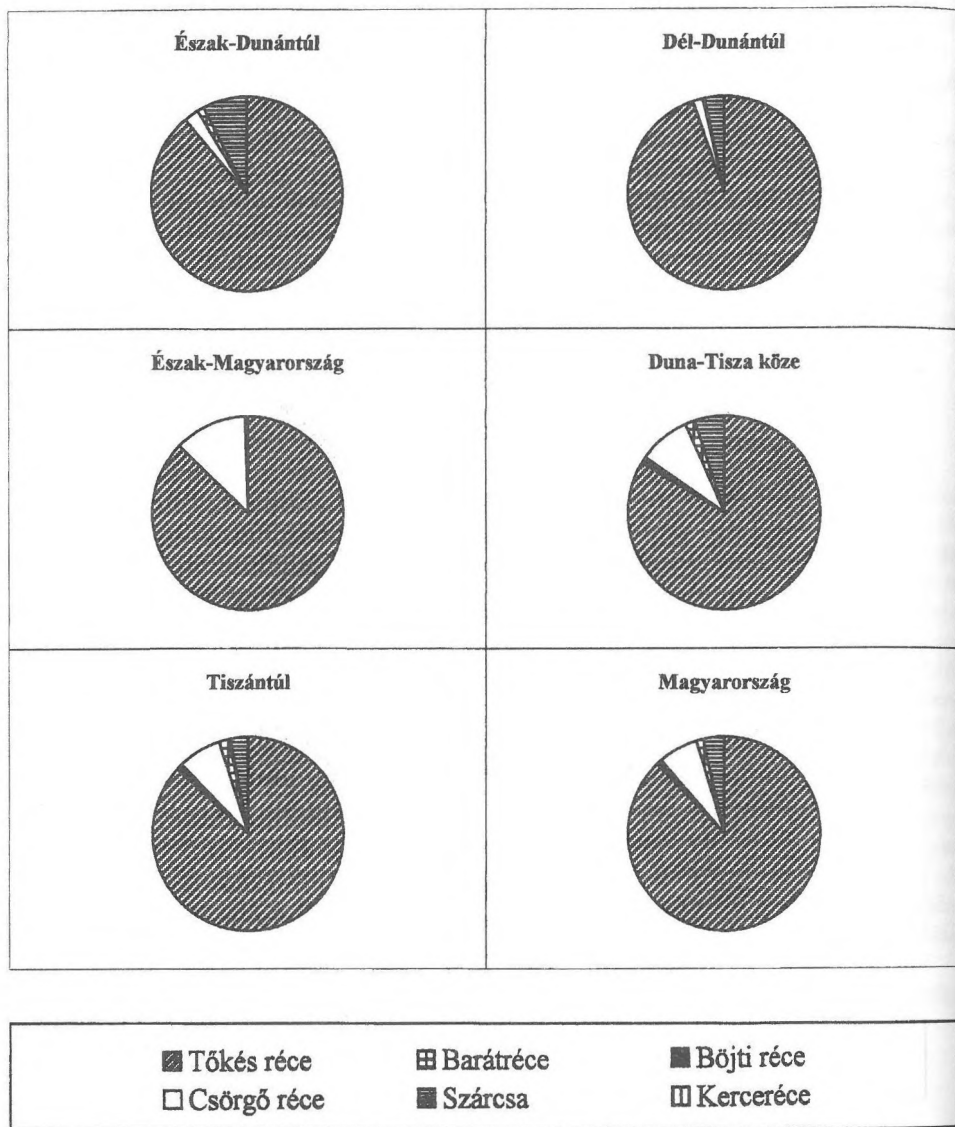 Észak-Dunántúl
Dél-Dunántúl
Észak-Magyarország
Duna-Tisza köze
Tiszántúl
Magyarország
Tőkés réce
Barátréce
Böjti réce
Csörgő réce
Szárcsa
Kerceréce